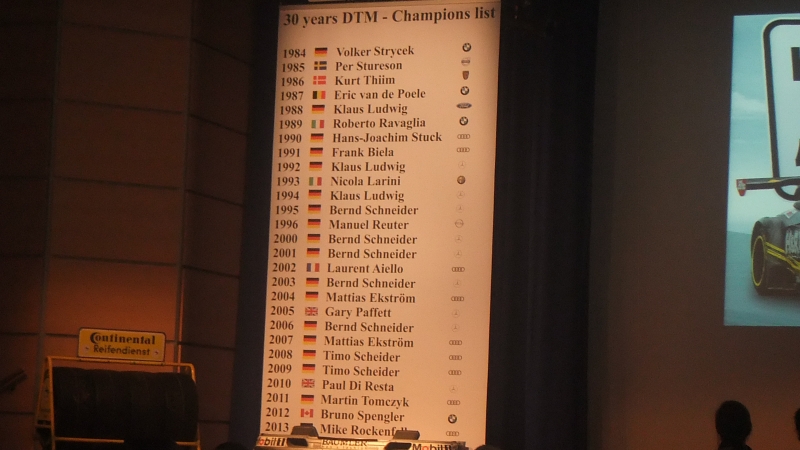 30 years DTM - Champions list
1984 Volker Strycek
1985 Per Stureson
1986 Kurt Thiim
1987 Eric van de Poele
1988 Klaus Ludwig
1989 Roberto Ravaglia
1990 Hans-Joachim Stuck
1991 Frank Biela
1992 Klaus Ludwig
1993 Nicola Larini
1994 Klaus Ludwig
1995 Bernd Schneider
1996 Manuel Reuter
2000 Bernd Schneider
2001 Bernd Schneider
2002 Laurent Aiello
2003 Bernd Schneider
2004 Mattias Ekström
2005 Gary Paffett
2006 Bernd Schneider
2007 Mattias Ekström
2008 Timo Scheider
2009 Timo Scheider
2010 Paul Di Resta
2011 Martin Tomczyk
2012 Bruno Spengler
2013 Mike
Continental
Reifendienst